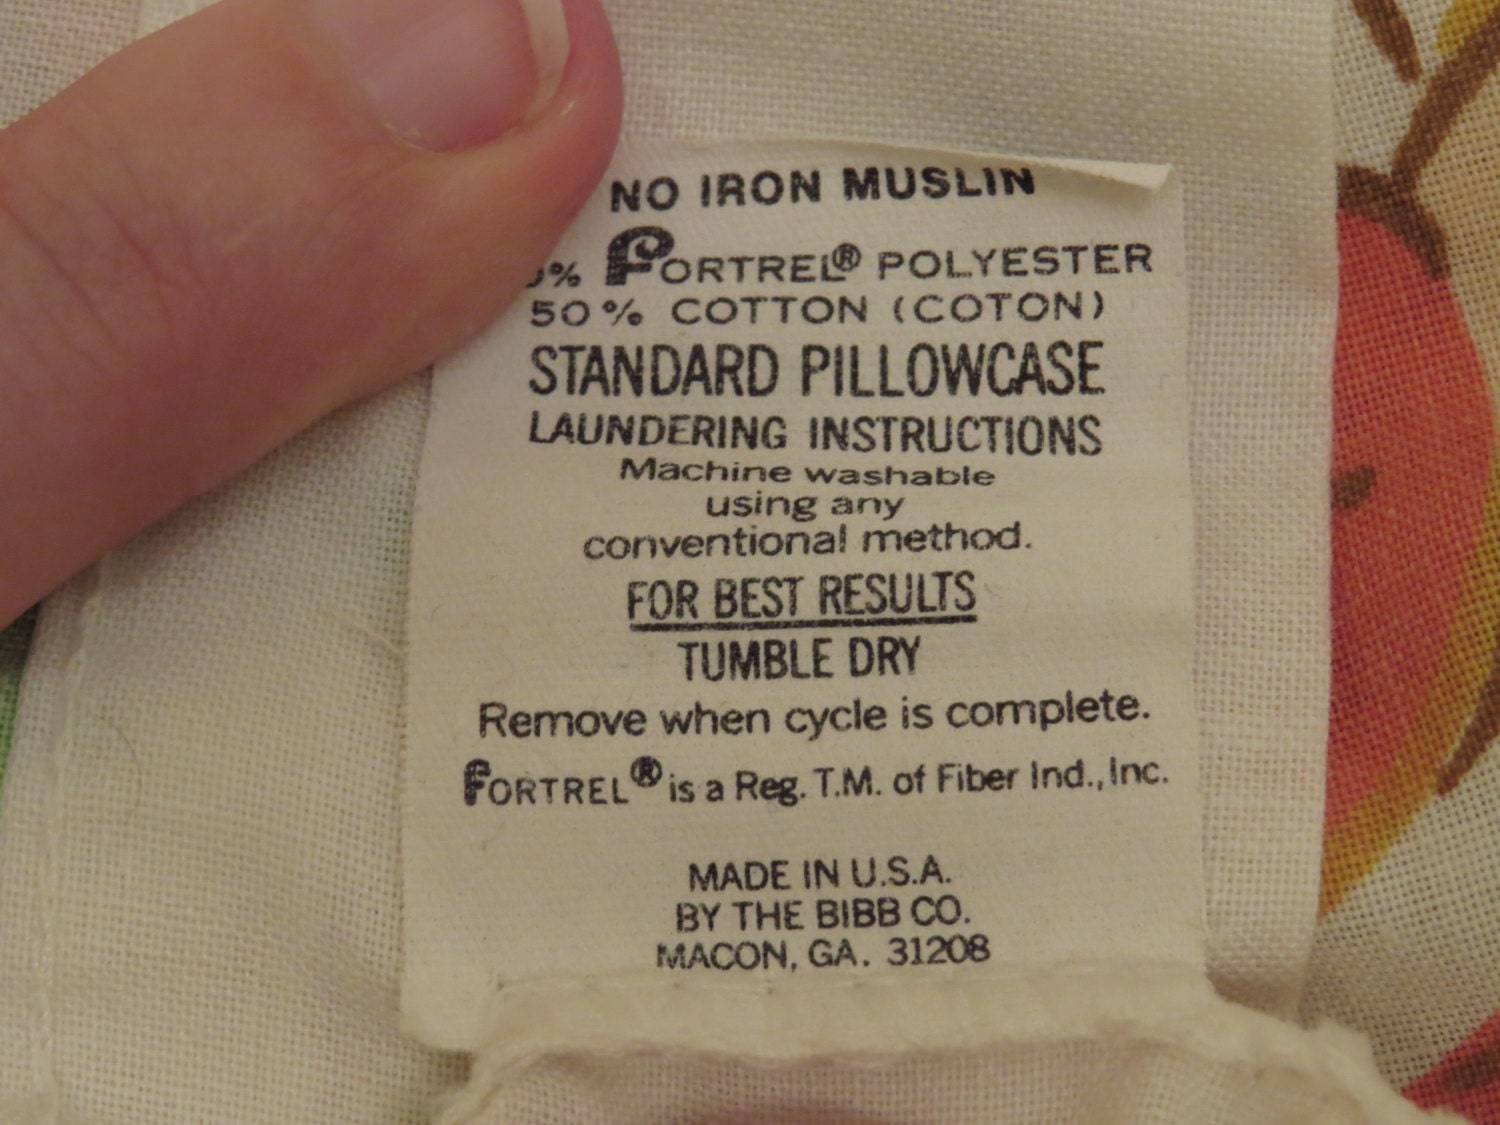 NO IRON MUSLIN
% FORTREL® POLYESTER
50% COTTON (COTON)
STANDARD PILLOWCASE
LAUNDERING INSTRUCTIONS
Machine washable
using any
conventional method.
FOR BEST RESULTS
TUMBLE DRY
Remove when cycle is complete.
FORTREL® is a Reg. T.M. of Fiber Ind., Inc.
MADE IN U.S.A.
BY THE BIBB CO.
MACON, GA. 31208